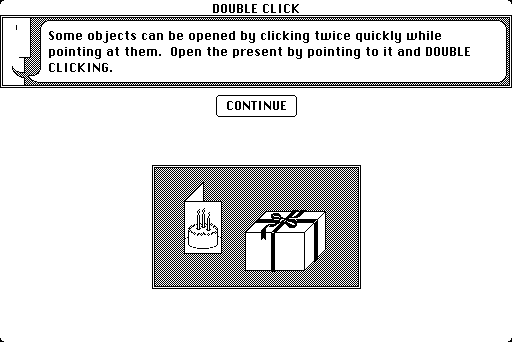 DOUBLE CLICK
Some objects can be opened by clicking twice quickly while
pointing at them.  Open the present by pointing to it and DOUBLE
CLICKING.
CONTINUE